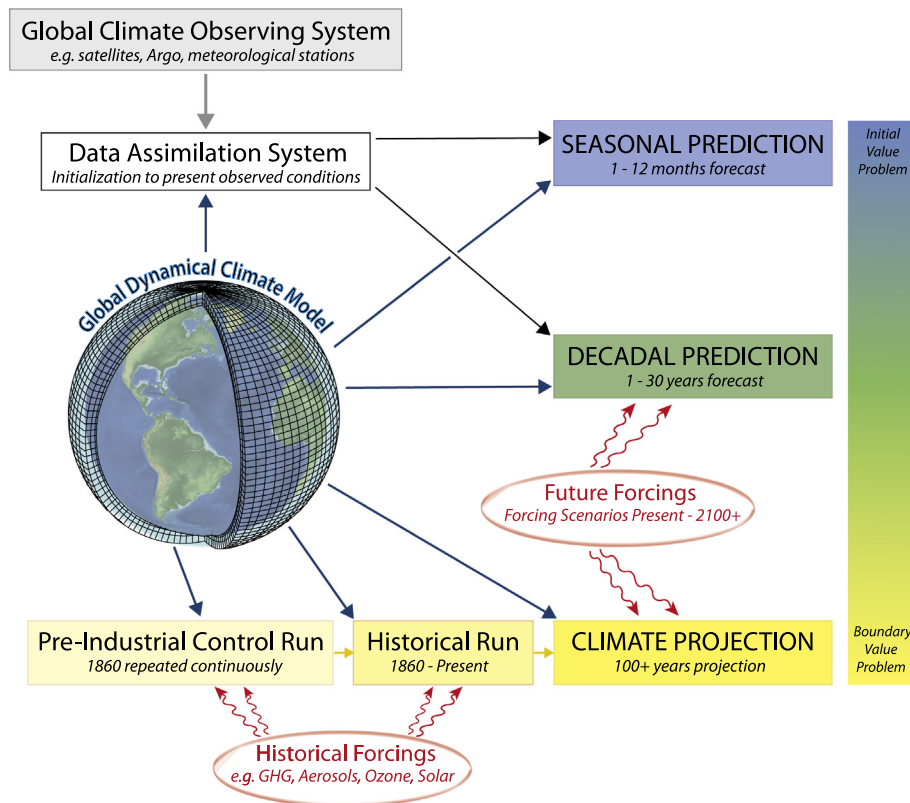 Global Climate Observing System
e.g. satellites, Argo, meteorological stations
Data Assimilation System
Initialization to present observed conditions
SEASONAL PREDICTION
1 - 12 months forecast
Initial
Value
Problem
Global Dynamical Climate Model
DECADAL PREDICTION
1 - 30 years forecast
Future Forcings
Forcing Scenarios Present - 2100+
Pre-Industrial Control Run
1860 repeated continuously
Historical Run
1860 - Present
CLIMATE PROJECTION
100+ years projection
Boundary
Value
Problem
Historical Forcings
e.g. GHG, Aerosols, Ozone, Solar